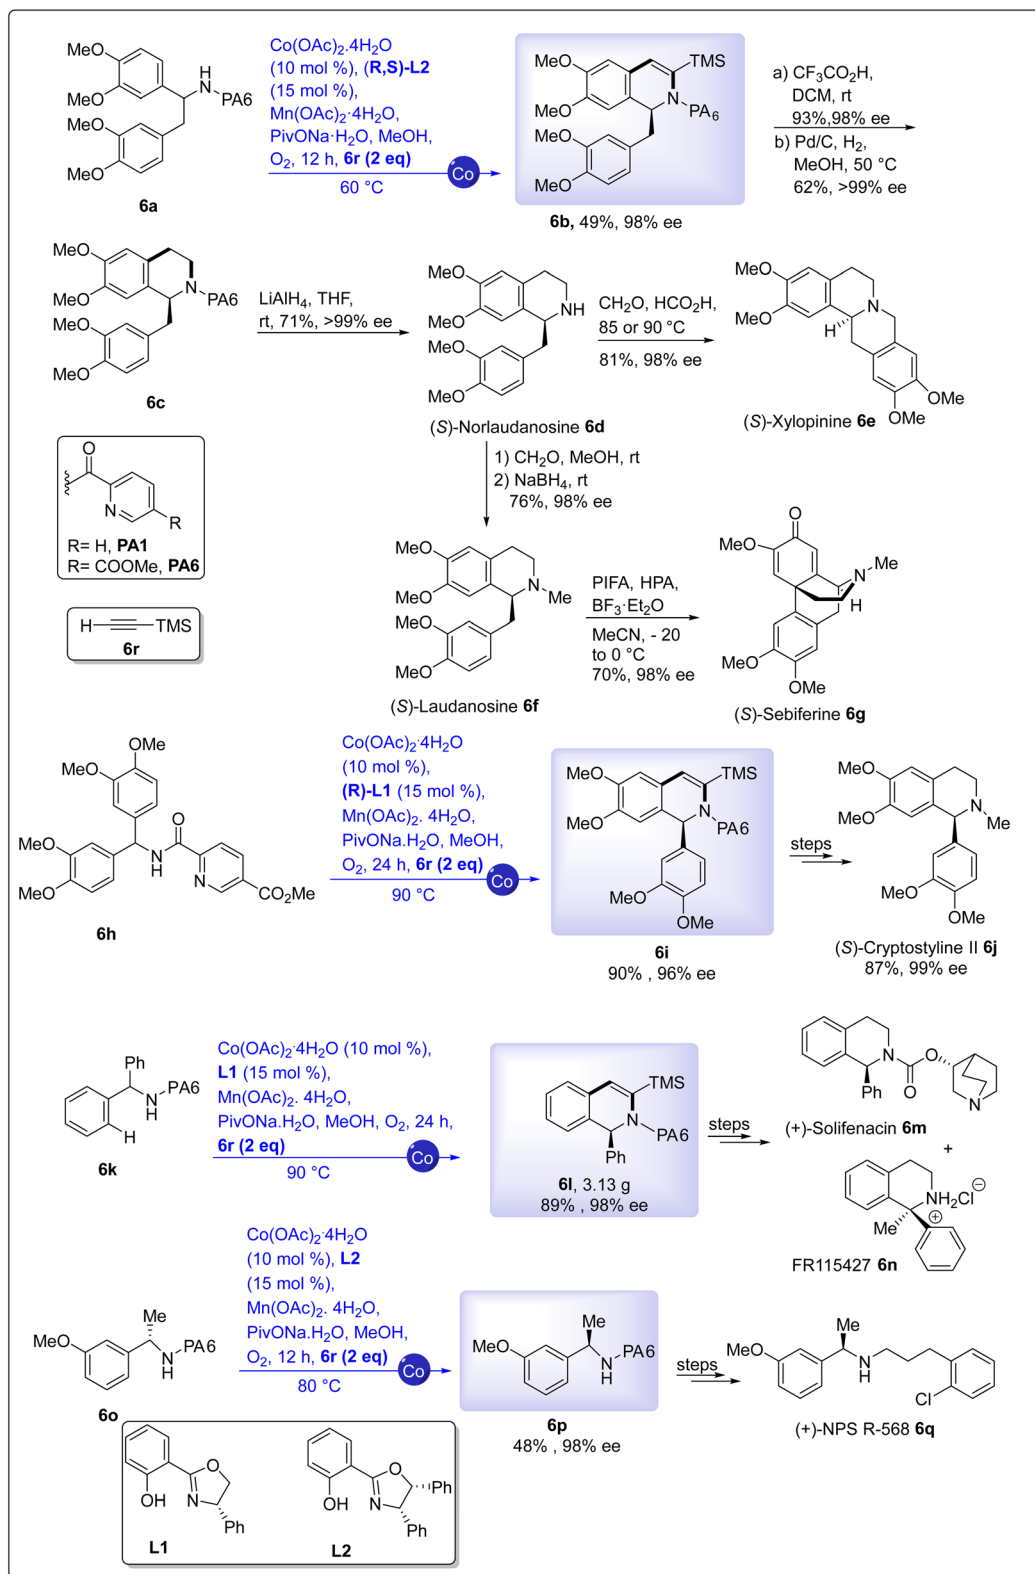 MeO
MeO
H
N-PA6
MeO
MeO
6a
Co(OAc)2.4H2O
(10 mol %), (R,S)-L2
(15 mol %),
Mn(OAc)2·4H2O,
PivONa·H2O, MeOH,
O2, 12 h, 6r (2 eq)
60 °C
Co
MeO
MeO
TMS
N
PA6
MeO
MeO
6b, 49%, 98% ee
a) CF3CO2H,
DCM, rt
93%,98% ee
b) Pd/C, H2,
MeOH, 50 °C
62%, >99% ee
MeO
MeO
N
PA6
MeO
MeO
6c
LiAlH4, THF,
rt, 71%, >99% ee
MeO
MeO
NH
MeO
MeO
(S)-Norlaudanosine 6d
CH2O, HCO2H,
85 or 90 °C
81%, 98% ee
MeO
MeO
N
H
OMe
OMe
(S)-Xylopinine 6e
1) CH2O, MeOH, rt
2) NaBH4, rt
76%, 98% ee
O
N
R
R= H, PA1
R= COOMe, PA6
H
TMS
6r
MeO
MeO
N
Me
MeO
MeO
(S)-Laudanosine 6f
PIFA, HPA,
BF3·Et2O
MeCN, - 20
to 0 °C
70%, 98% ee
O
MeO
N
Me
H
MeO
OMe
(S)-Sebiferine 6g
OMe
MeO
MeO
MeO
O
N
H
N
CO2Me
6h
Co(OAc)2·4H2O
(10 mol %),
(R)-L1 (15 mol %),
Mn(OAc)2. 4H2O,
PivONa.H2O, MeOH,
O2, 24 h, 6r (2 eq)
90 °C
Co
MeO
MeO
TMS
N
PA6
MeO
OMe
6i
90% , 96% ee
steps
MeO
MeO
N
Me
MeO
OMe
(S)-Cryptostyline II 6j
87%, 99% ee
Ph
PA6
N
H
H
6k
Co(OAc)2·4H2O (10 mol %),
L1 (15 mol %),
Mn(OAc)2. 4H2O,
PivONa.H2O, MeOH, O2, 24 h,
6r (2 eq)
90 °C
Co
TMS
N
PA6
Ph
6l, 3.13 g
89% , 98% ee
steps
N
O
O
Ph
N
(+)-Solifenacin 6m
+
NH2Cl
−
+
Me
FR115427 6n
Me
MeO
PA6
N
H
6o
Co(OAc)2·4H2O
(10 mol %), L2
(15 mol %),
Mn(OAc)2. 4H2O,
PivONa.H2O, MeOH,
O2, 12 h, 6r (2 eq)
80 °C
Co
Me
MeO
PA6
N
H
6p
48% , 98% ee
steps
Me
MeO
N
H
Cl
(+)-NPS R-568 6q
O
OH
N
Ph
L1
O
Ph
OH
N
Ph
L2